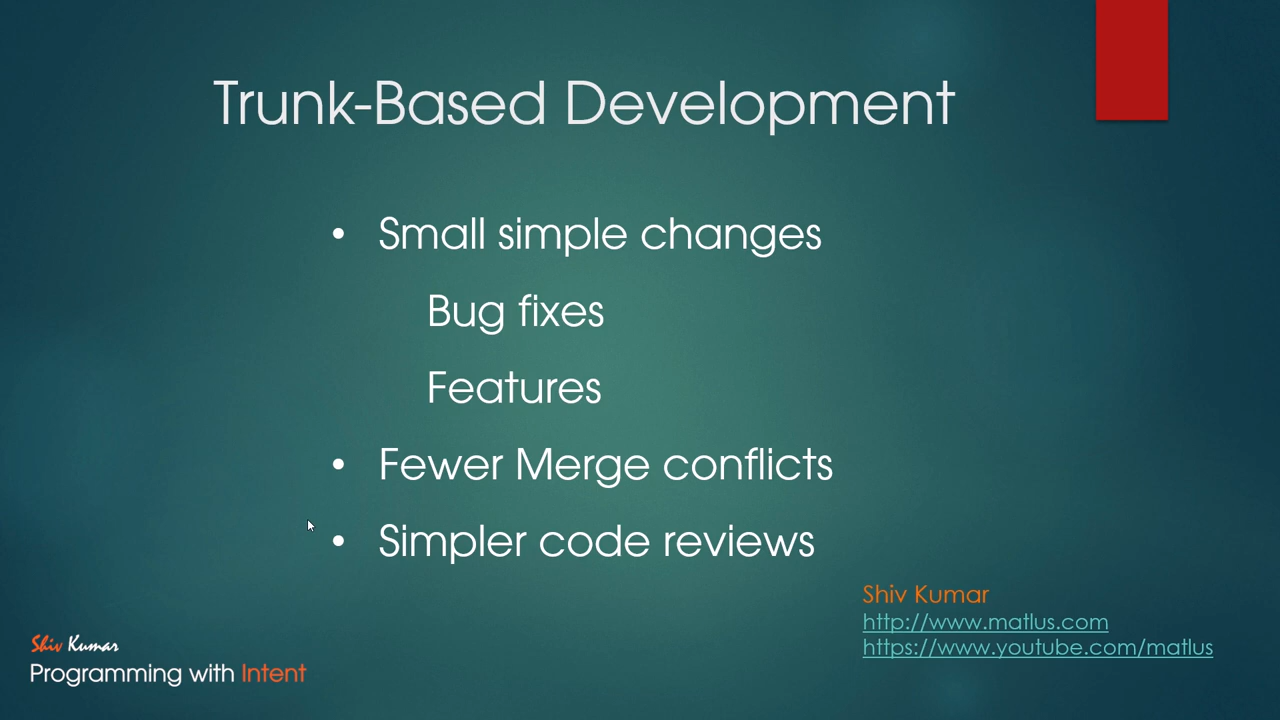 Trunk-Based Development
• Small simple changes
Bug fixes
Features
• Fewer Merge conflicts
• Simpler code reviews
Shiv Kumar
http://www.matlus.com
https://www.youtube.com/matlus
Shiv Kumar
Programming with Intent